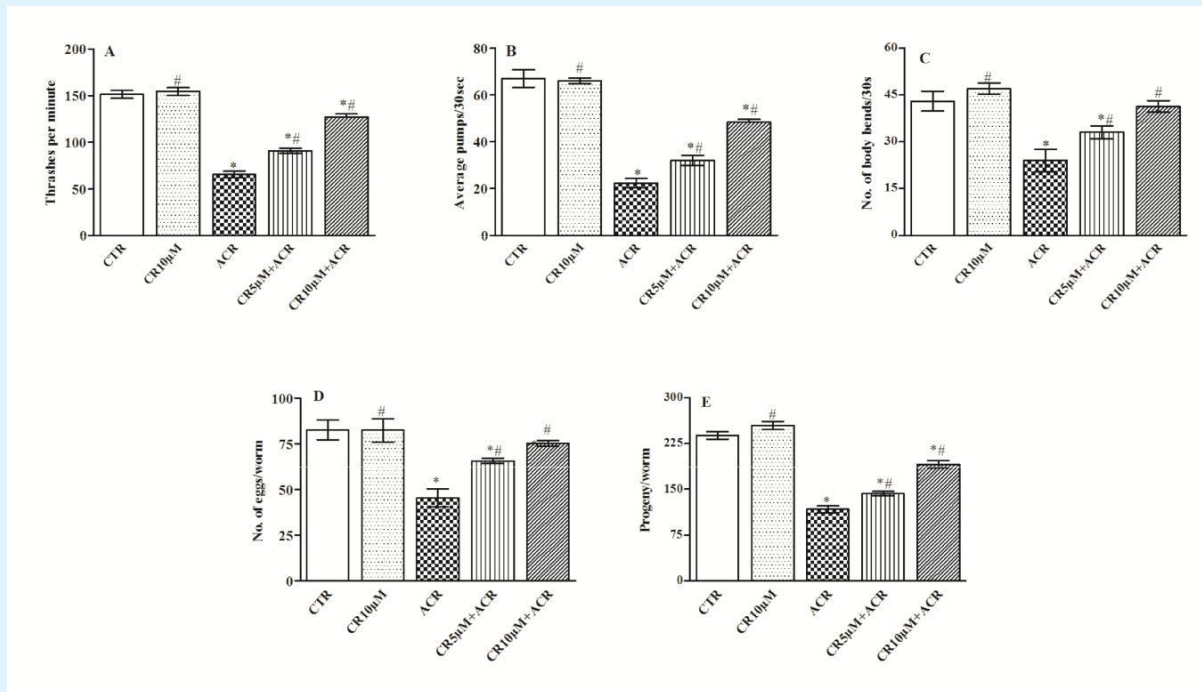 A
Thrashes per minute
200
150
100
50
0
#
*
*#
*#
CTR
CR10µM
ACR
CR5µM+ACR
CR10µM+ACR
B
Average pumps/30sec
80
60
40
20
0
#
*
*#
*#
CTR
CR10µM
ACR
CR5µM+ACR
CR10µM+ACR
C
No. of body bends/30s
60
45
30
15
0
#
*
*#
#
CTR
CR10µM
ACR
CR5µM+ACR
CR10µM+ACR
D
No. of eggs/worm
100
75
50
25
0
#
*
*#
#
CTR
CR10µM
ACR
CR5µM+ACR
CR10µM+ACR
E
Progeny/worm
300
225
150
75
0
#
*
*#
*#
CTR
CR10µM
ACR
CR5µM+ACR
CR10µM+ACR